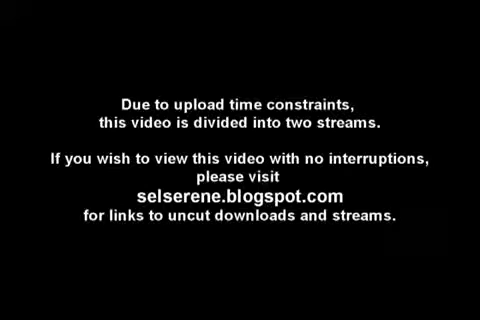 Due to upload time constraints,
this video is divided into two streams.
If you wish to view this video with no interruptions,
please visit
selserene.blogspot.com
for links to uncut downloads and streams.